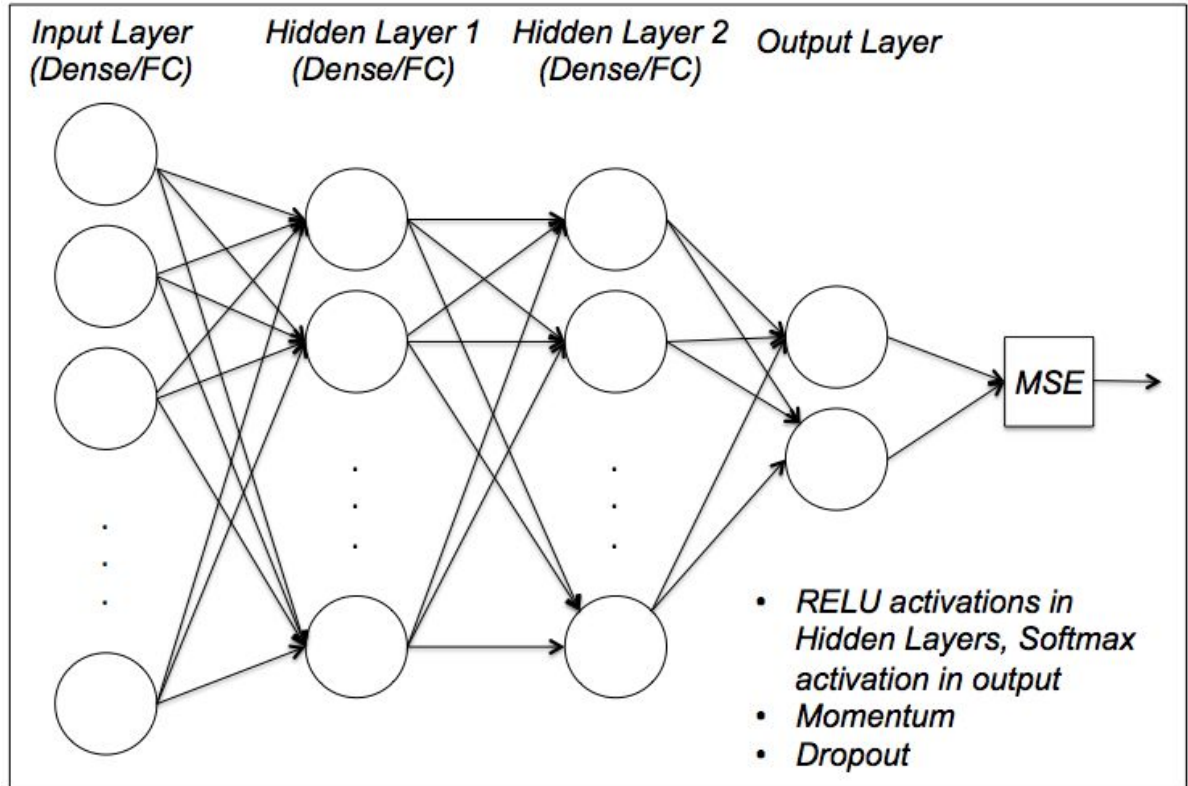 Input Layer
(Dense/FC)
Hidden Layer 1
(Dense/FC)
Hidden Layer 2
(Dense/FC)
Output Layer
MSE
• RELU activations in
Hidden Layers, Softmax
activation in output
• Momentum
• Dropout